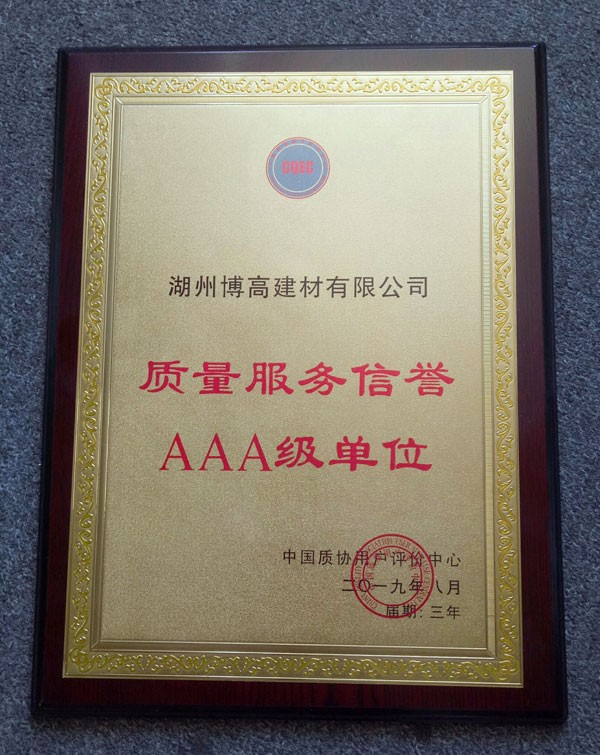 CQEC
湖州博高建材有限公司
质量服务信誉
AAA级单位
中国质协用户评价中心
二〇一九年八月
届期:三年